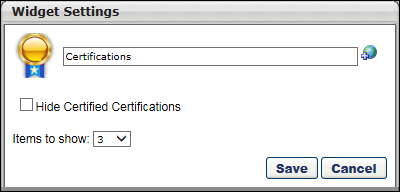 Widget Settings
Certifications
Hide Certified Certifications
Items to show: 3
Save Cancel